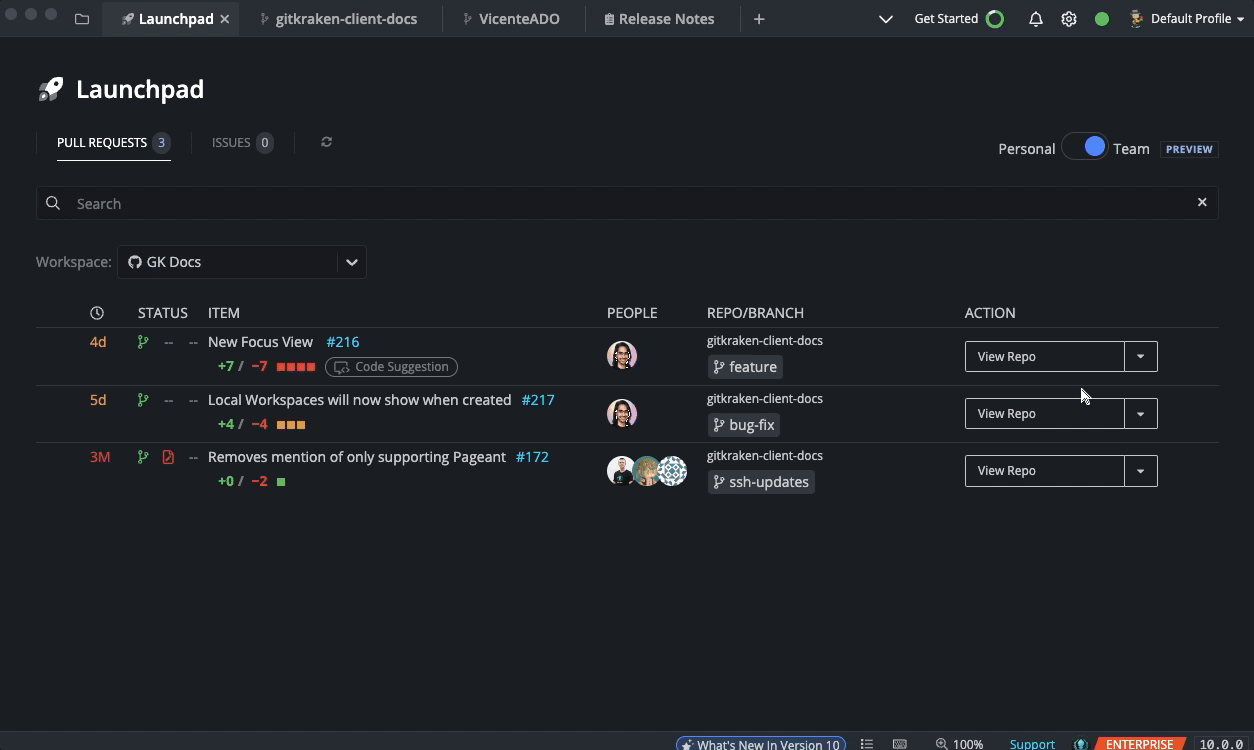 Launchpad × gitkraken-client-docs VicenteADO Release Notes + Get Started Default Profile
Launchpad
PULL REQUESTS 3 ISSUES 0
Personal Team PREVIEW
Search ×
Workspace: GK Docs
STATUS ITEM PEOPLE REPO/BRANCH ACTION
4d -- -- New Focus View #216 gitkraken-client-docs View Repo
+7 / −7 Code Suggestion feature
5d -- -- Local Workspaces will now show when created #217 gitkraken-client-docs View Repo
+4 / −4 bug-fix
3M -- Removes mention of only supporting Pageant #172 gitkraken-client-docs View Repo
+0 / −2 ssh-updates
What's New In Version 10 100% Support ENTERPRISE 10.0.0